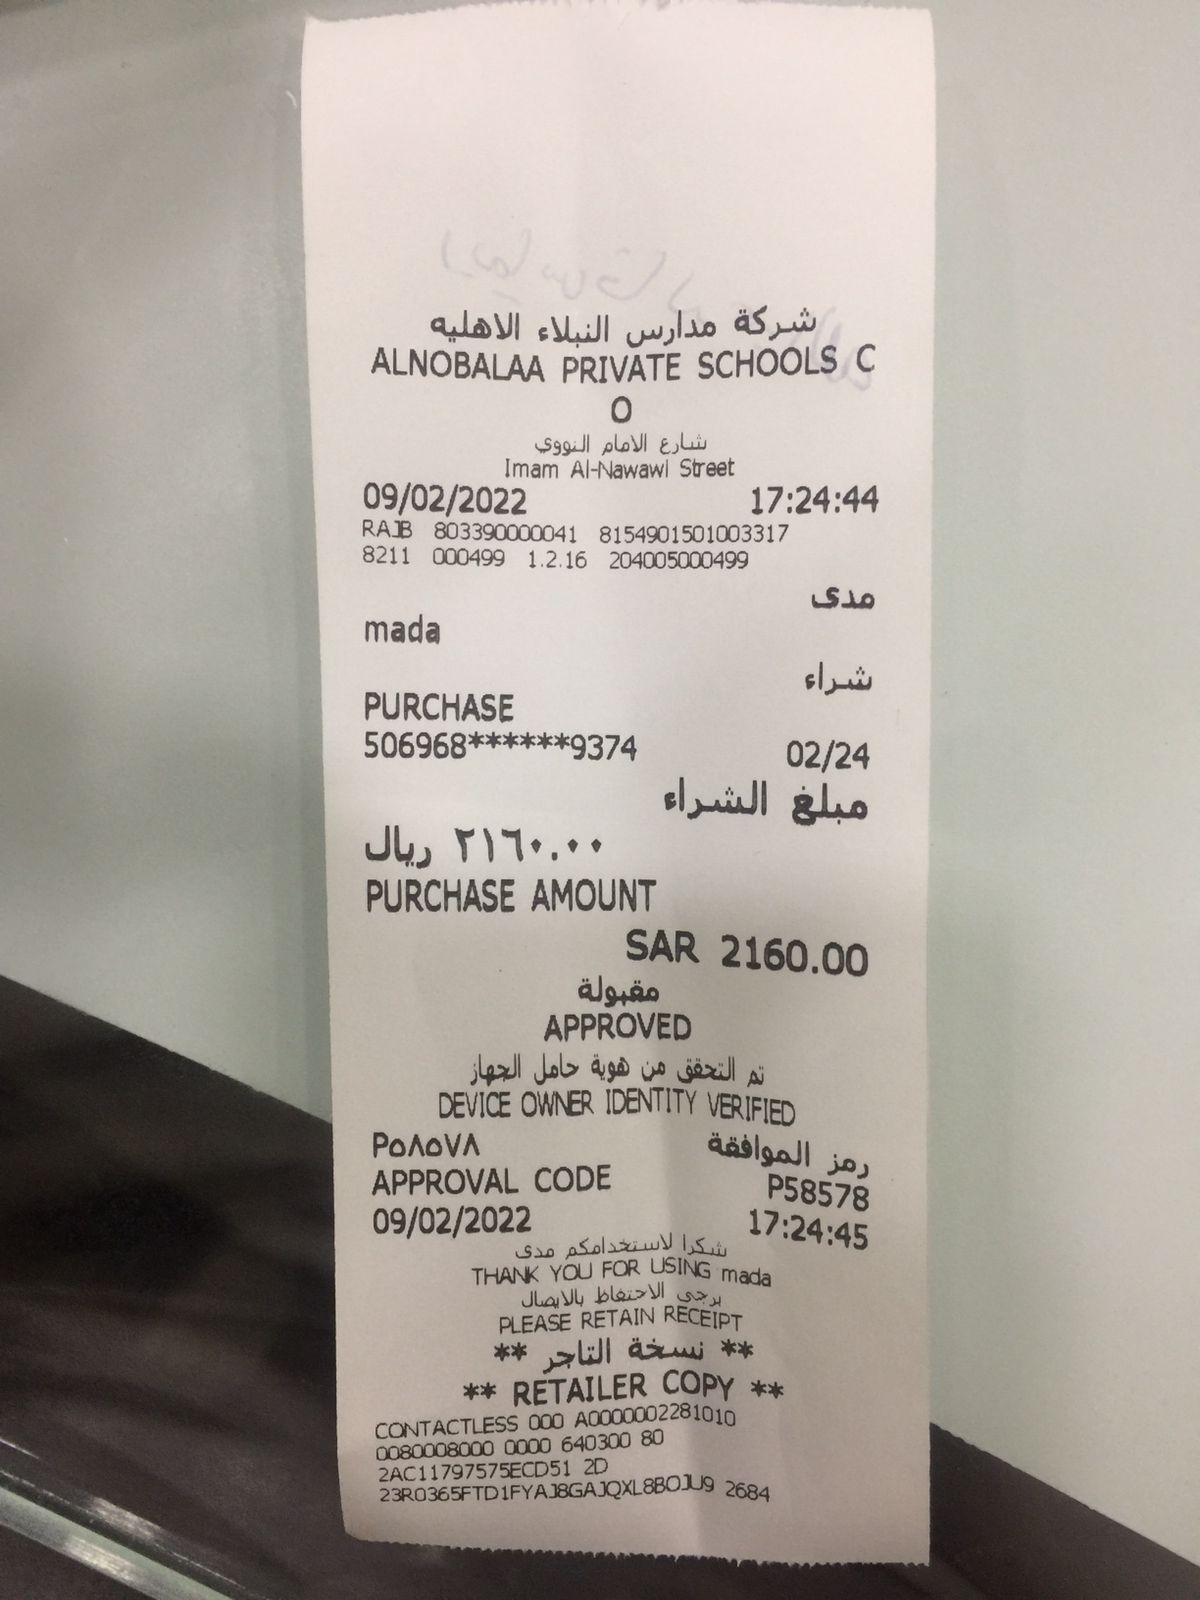 شركة مدارس النبلاء الاهليه
ALNOBALAA PRIVATE SCHOOLS C
O
شارع الامام النووي
Imam Al-Nawawi Street
09/02/2022 17:24:44
RAJB 803390000041 8154901501003317
8211 000499 1.2.16 204005000499
مدى
mada
شراء
PURCHASE
506968******9374 02/24
مبلغ الشراء
٢١٦٠.٠٠ ريال
PURCHASE AMOUNT
SAR 2160.00
مقبولة
APPROVED
تم التحقق من هوية حامل الجهاز
DEVICE OWNER IDENTITY VERIFIED
P٥٨٥٧٨ رمز الموافقة
APPROVAL CODE P58578
09/02/2022 17:24:45
شكرا لاستخدامكم مدى
THANK YOU FOR USING mada
يرجى الاحتفاظ بالايصال
PLEASE RETAIN RECEIPT
** نسخة التاجر **
** RETAILER COPY **
CONTACTLESS 000 A0000002281010
0080008000 0000 640300 80
2AC11797575ECD51 2D
23R0365FTD1FYAJ8GAJQXL8BOJU9 2684